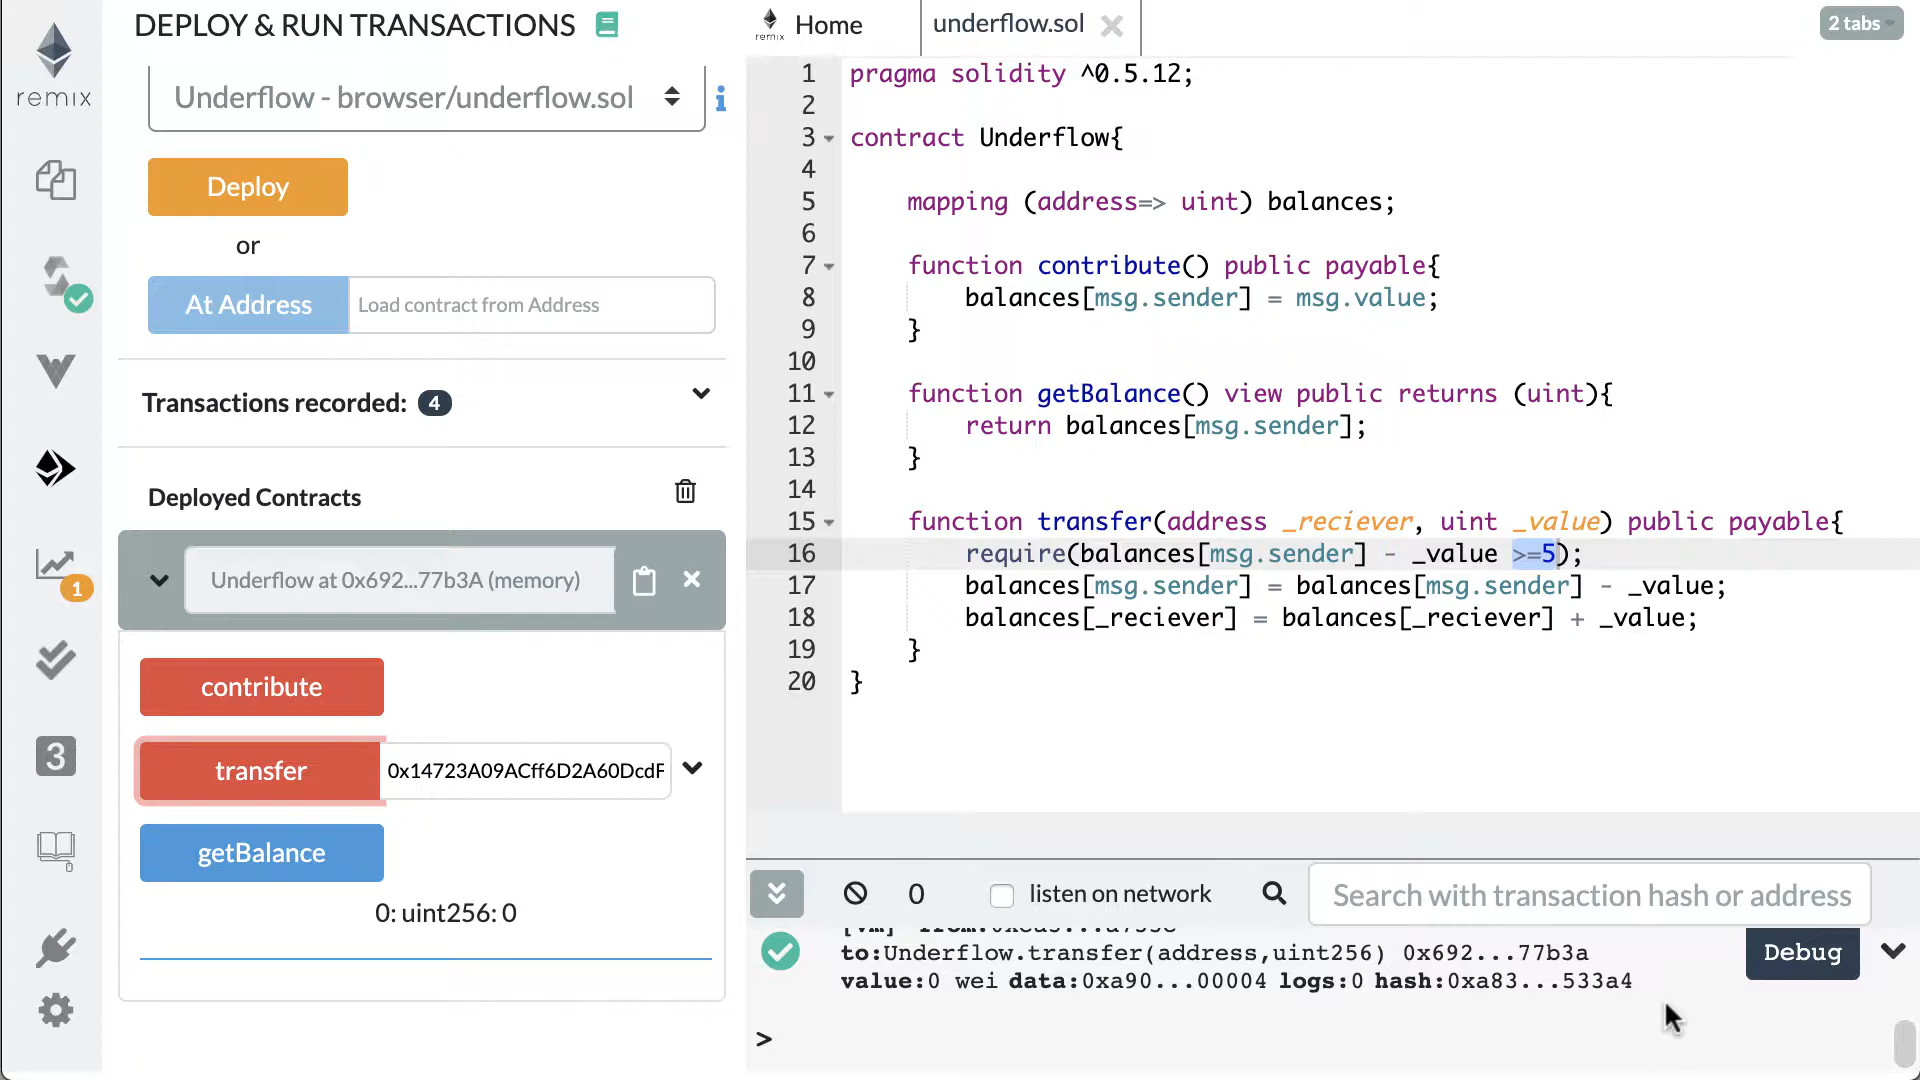 remix
DEPLOY & RUN TRANSACTIONS
Underflow - browser/underflow.sol
i
Deploy
or
At Address
Load contract from Address
Transactions recorded: 4
Deployed Contracts
Underflow at 0x692...77b3A (memory)
contribute
transfer
0x14723A09ACff6D2A60DcdF
getBalance
0: uint256: 0
1
3
remix
Home
underflow.sol
2 tabs
1 pragma solidity ^0.5.12;
2
3 contract Underflow{
4
5 mapping (address=> uint) balances;
6
7 function contribute() public payable{
8 balances[msg.sender] = msg.value;
9 }
10
11 function getBalance() view public returns (uint){
12 return balances[msg.sender];
13 }
14
15 function transfer(address _reciever, uint _value) public payable{
16 require(balances[msg.sender] - _value >=5);
17 balances[msg.sender] = balances[msg.sender] - _value;
18 balances[_reciever] = balances[_reciever] + _value;
19 }
20 }
0
listen on network
Search with transaction hash or address
to:Underflow.transfer(address,uint256) 0x692...77b3a
value:0 wei data:0xa90...00004 logs:0 hash:0xa83...533a4
Debug
>